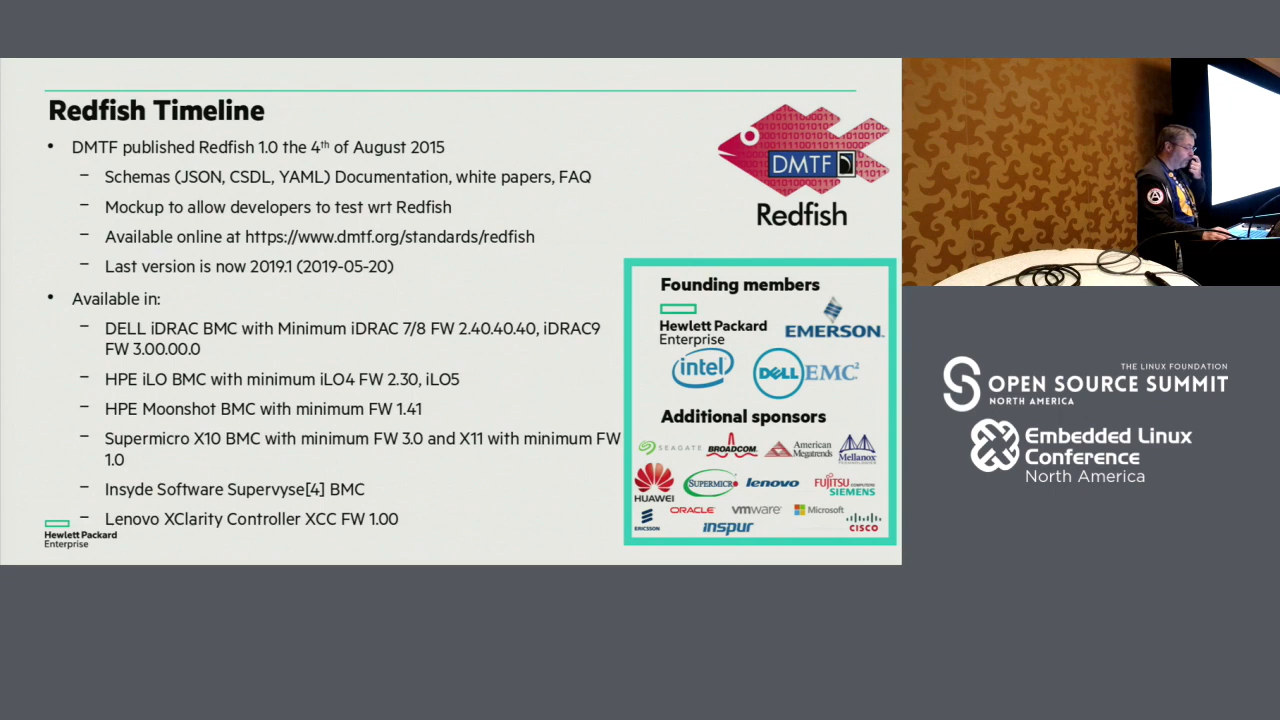 Redfish Timeline
• DMTF published Redfish 1.0 the 4th of August 2015
– Schemas (JSON, CSDL, YAML) Documentation, white papers, FAQ
– Mockup to allow developers to test wrt Redfish
– Available online at https://www.dmtf.org/standards/redfish
– Last version is now 2019.1 (2019-05-20)
• Available in:
– DELL iDRAC BMC with Minimum iDRAC 7/8 FW 2.40.40.40, iDRAC9
FW 3.00.00.0
– HPE iLO BMC with minimum iLO4 FW 2.30, iLO5
– HPE Moonshot BMC with minimum FW 1.41
– Supermicro X10 BMC with minimum FW 3.0 and X11 with minimum FW
1.0
– Insyde Software Supervyse[4] BMC
– Lenovo XClarity Controller XCC FW 1.00
Hewlett Packard
Enterprise
DMTF
Redfish
Founding members
Hewlett Packard
Enterprise
EMERSON.
intel
DELL EMC²
Additional sponsors
SEAGATE BROADCOM American
Megatrends
Mellanox
TECHNOLOGIES
HUAWEI SUPERMICR lenovo FUJITSU COMPUTERS
SIEMENS
ERICSSON ORACLE vmware Microsoft
inspur CISCO
THE LINUX FOUNDATION
OPEN SOURCE SUMMIT
NORTH AMERICA
Embedded Linux
Conference
North America